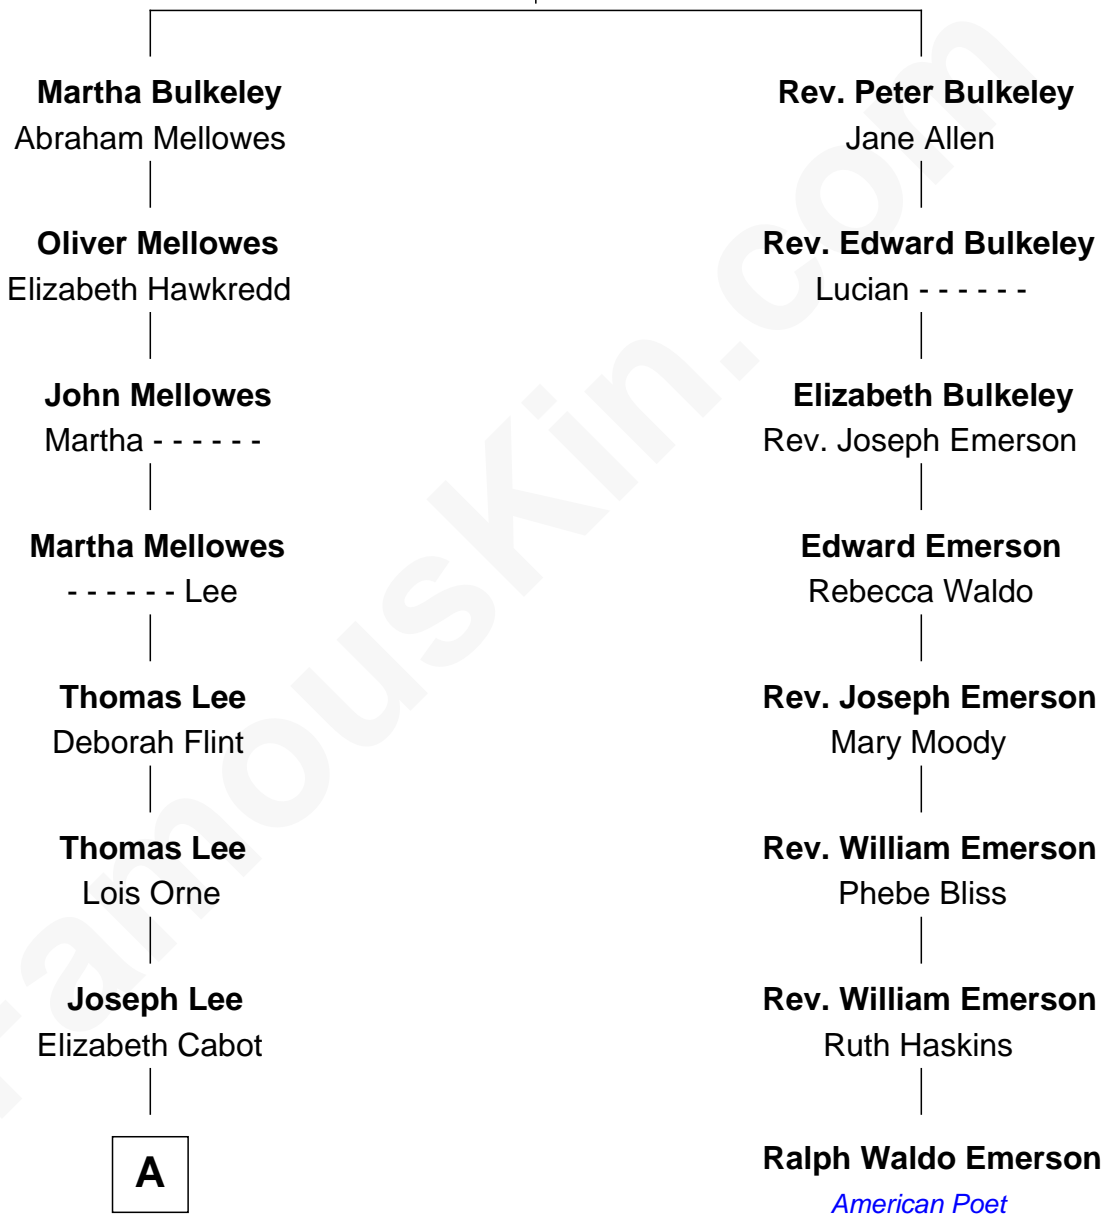 Martha Bulkeley
Abraham Mellowes
Oliver Mellowes
Elizabeth Hawkredd
John Mellowes
Martha - - - - - -
Martha Mellowes
- - - - - - Lee
Thomas Lee
Deborah Flint
Thomas Lee
Lois Orne
Joseph Lee
Elizabeth Cabot
A
Rev. Peter Bulkeley
Jane Allen
Rev. Edward Bulkeley
Lucian - - - - - -
Elizabeth Bulkeley
Rev. Joseph Emerson
Edward Emerson
Rebecca Waldo
Rev. Joseph Emerson
Mary Moody
Rev. William Emerson
Phebe Bliss
Rev. William Emerson
Ruth Haskins
Ralph Waldo Emerson
American Poet
FamousKin.com